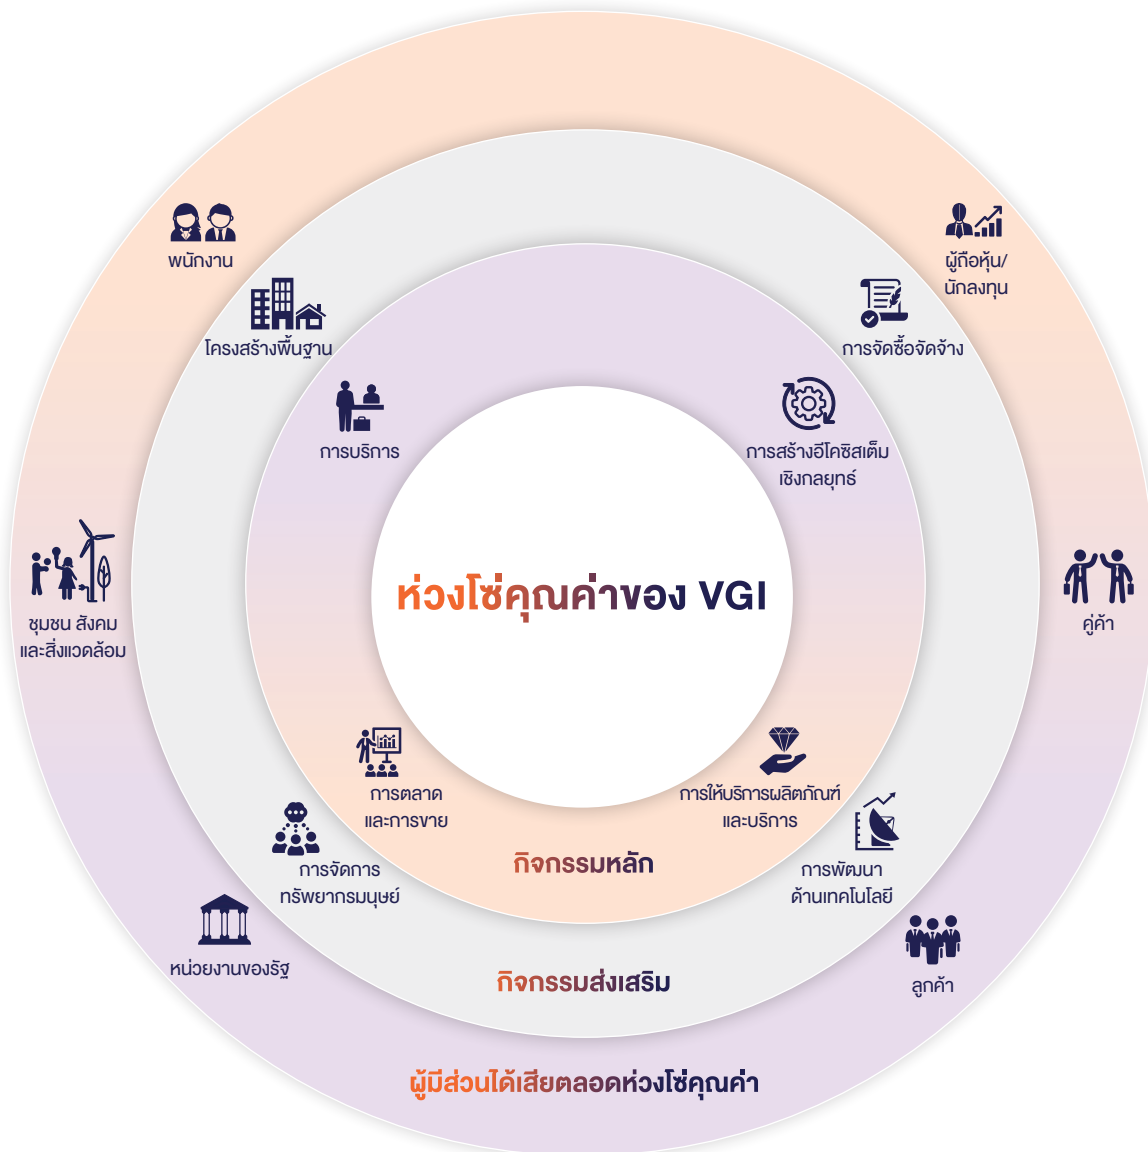 พนักงาน
ผู้ถือหุ้น/
นักลงทุน
โครงสร้างพื้นฐาน
การจัดซื้อจัดจ้าง
การบริการ
การสร้างอีโคซิสเต็ม
เชิงกลยุทธ์
ห่วงโซ่คุณค่าของ VGI
ชุมชน สังคม
และสิ่งแวดล้อม
คู่ค้า
การตลาด
และการขาย
การให้บริการผลิตภัณฑ์
และบริการ
กิจกรรมหลัก
การจัดการ
ทรัพยากรมนุษย์
การพัฒนา
ด้านเทคโนโลยี
หน่วยงานของรัฐ
กิจกรรมส่งเสริม
ลูกค้า
ผู้มีส่วนได้เสียตลอดห่วงโซ่คุณค่า